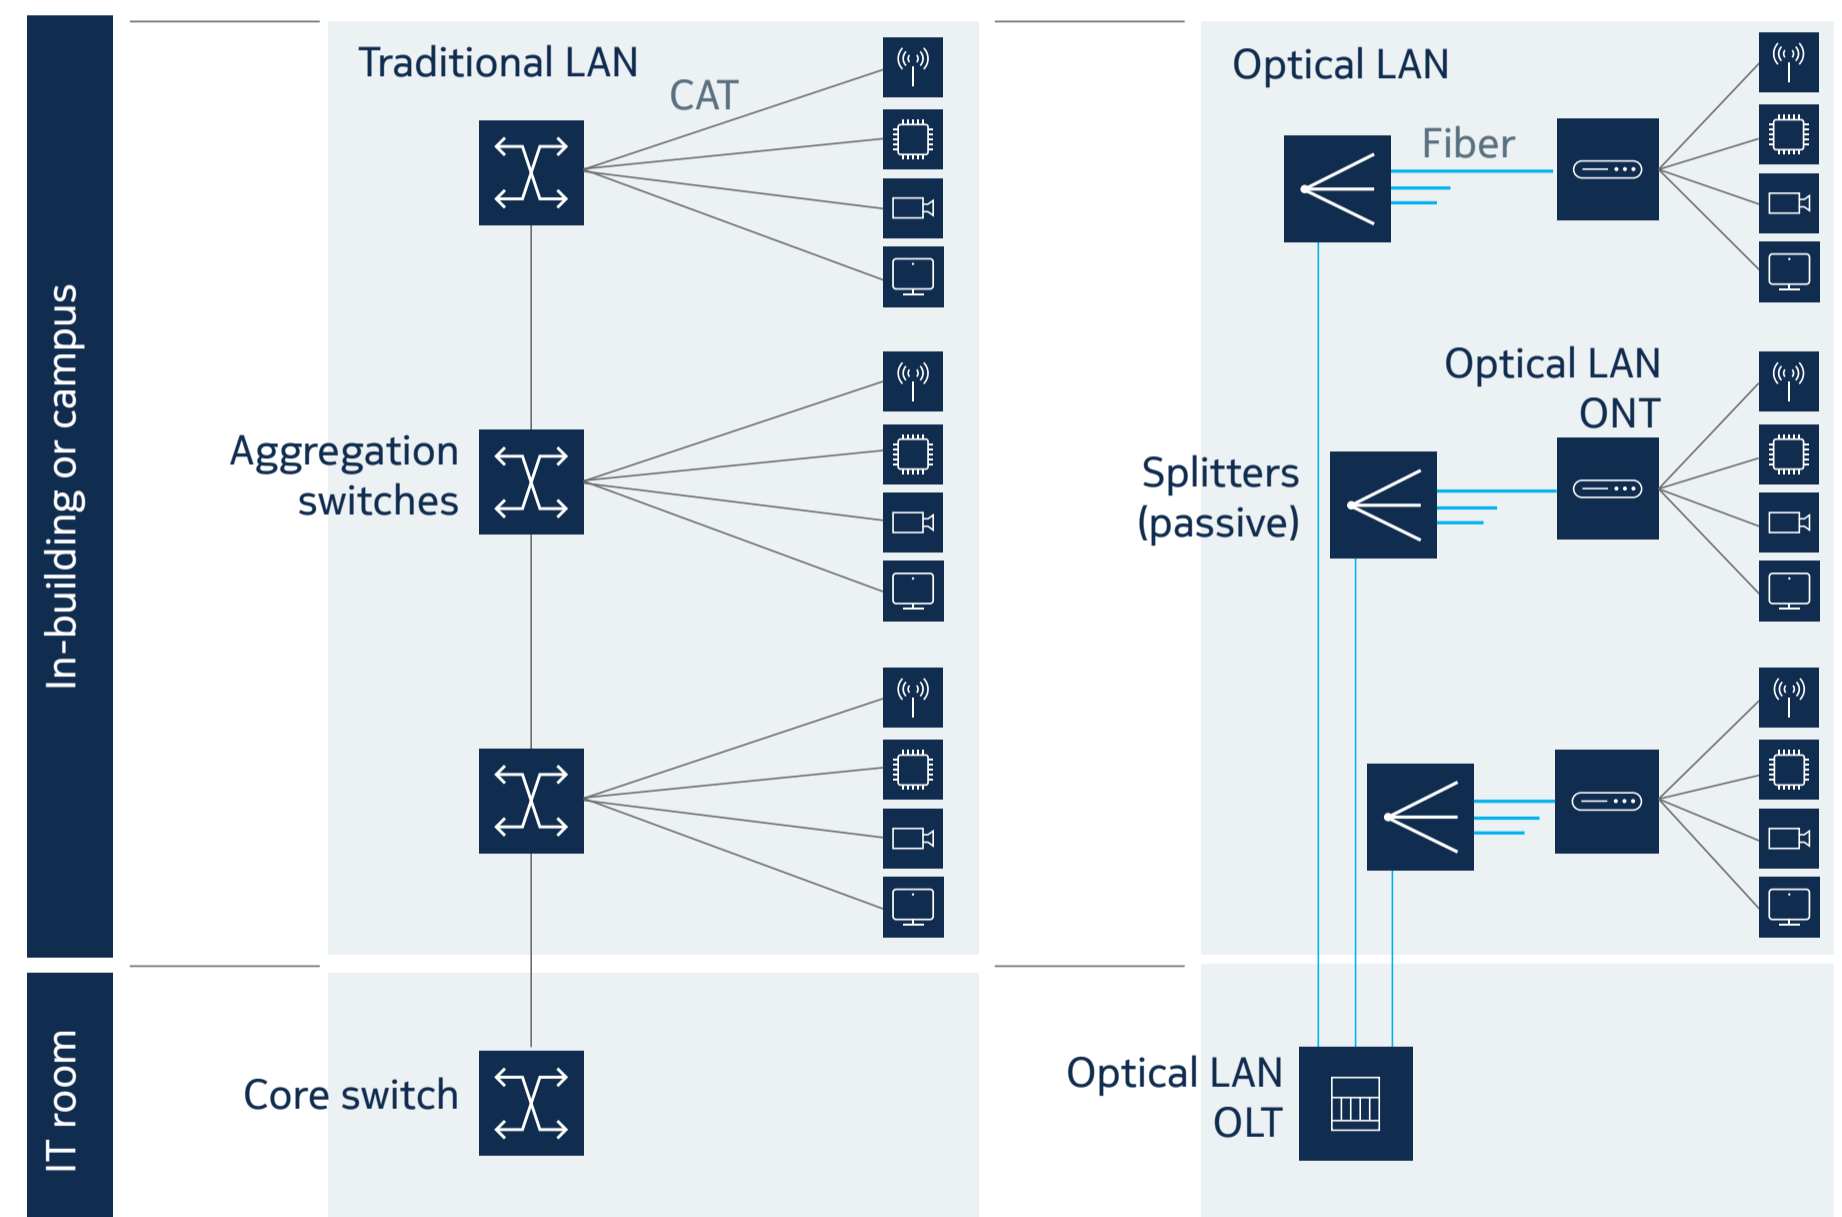 In-building or campus
Traditional LAN
CAT
Aggregation
switches
Optical LAN
Fiber
Optical LAN
ONT
Splitters
(passive)
IT room
Core switch
Optical LAN
OLT